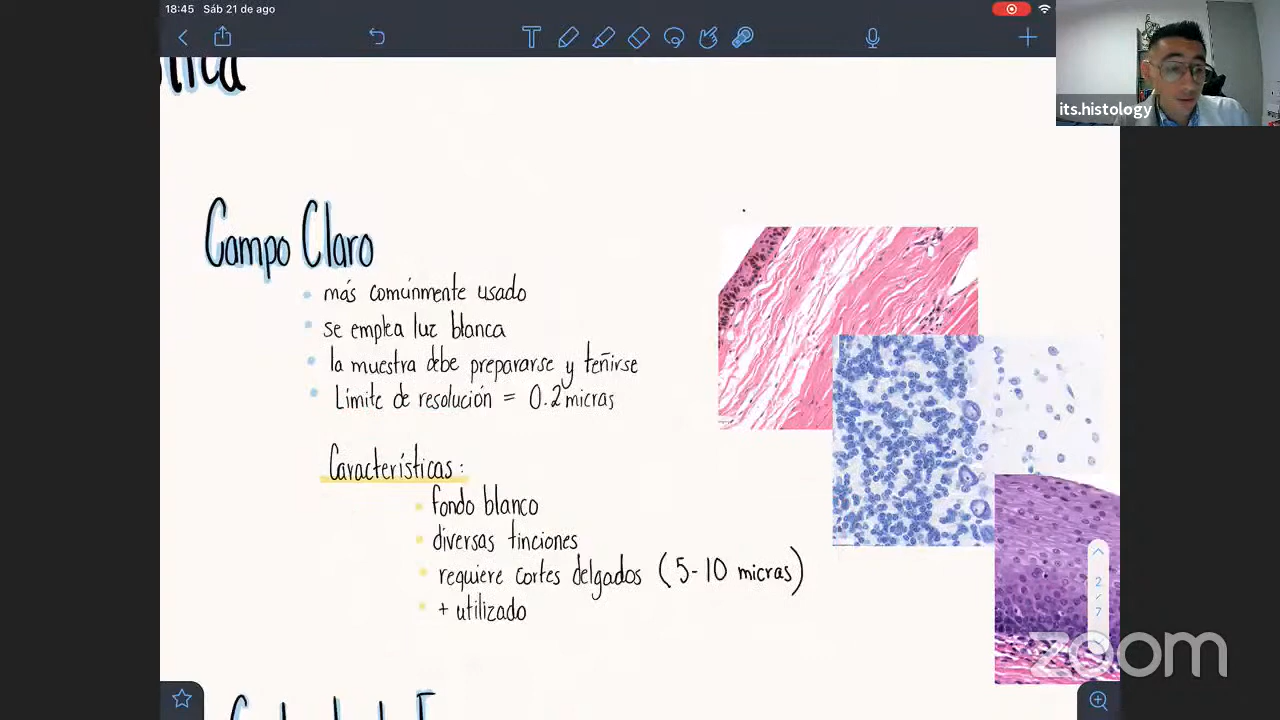 18:45 Sáb 21 de ago
its.histology
Campo Claro
más comúnmente usado
se emplea luz blanca
la muestra debe prepararse y teñirse
Límite de resolución = 0.2 micras
Características:
fondo blanco
diversas tinciones
requiere cortes delgados (5-10 micras)
+ utilizado
2
/
7
zoom